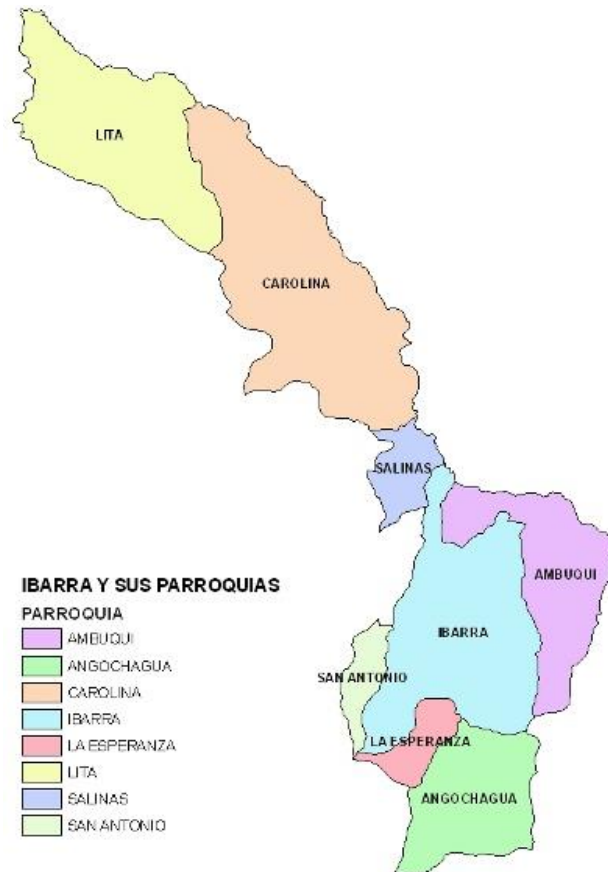 LITA
CAROLINA
SALINAS
AMBUQUI
IBARRA
SAN ANTONIO
LA ESPERANZA
ANGOCHAGUA
IBARRA Y SUS PARROQUIAS
PARROQUIA
AMBUQUI
ANGOCHAGUA
CAROLINA
IBARRA
LA ESPERANZA
LITA
SALINAS
SAN ANTONIO